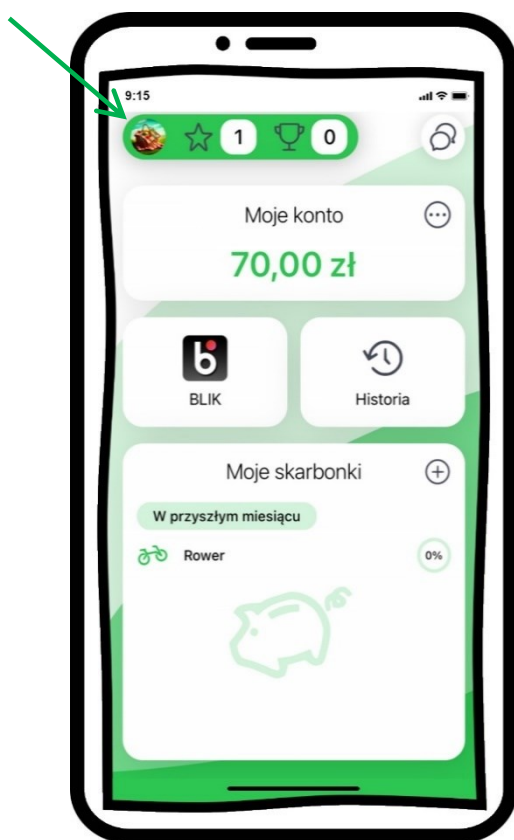 9:15
1
0
Moje konto
70,00 zł
BLIK
Historia
Moje skarbonki
W przyszłym miesiącu
Rower
0%